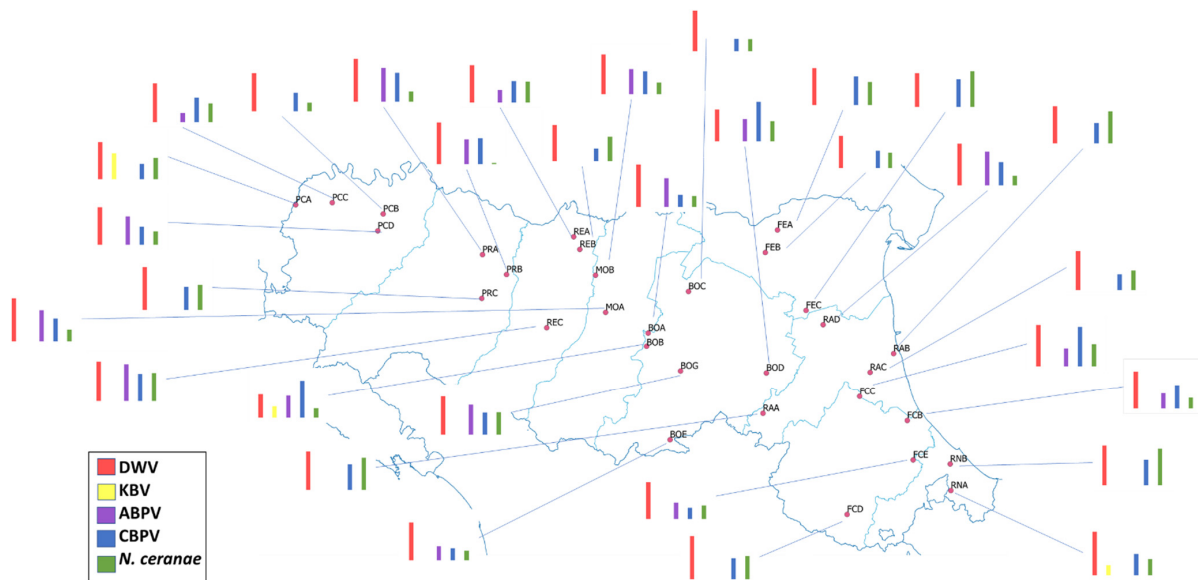 PCA
PCC
PCB
PCD
FEA
REA
REB
FEB
PRA
PRB
MOB
BOC
PRC
MOA
FEC
RAD
REC
BOA
BOB
RAB
BOG
BOD
RAC
FCC
RAA
FCB
BOE
FCE
RNB
RNA
FCD
DWV
KBV
ABPV
CBPV
N. ceranae